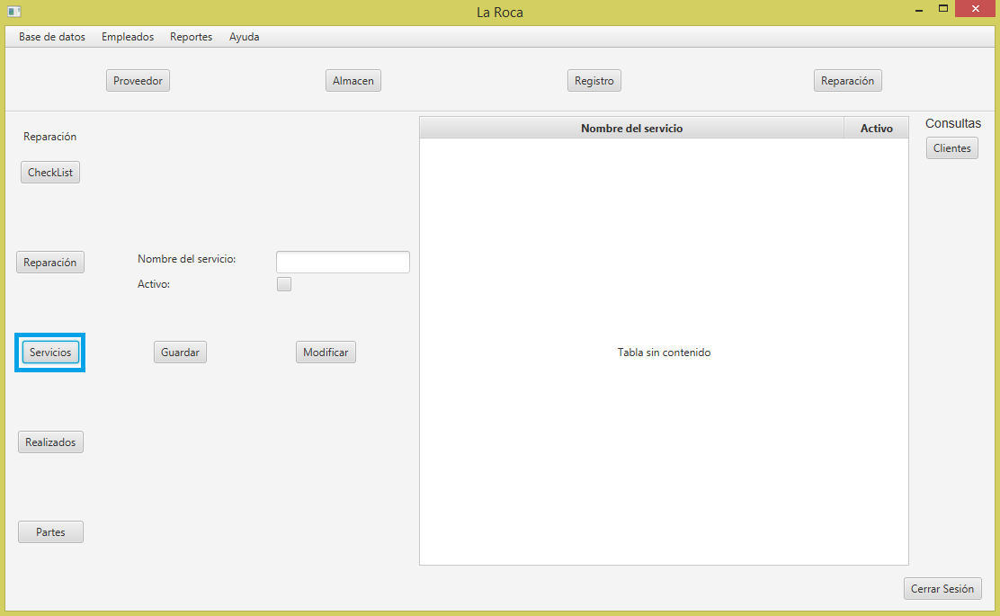 La Roca
Base de datos Empleados Reportes Ayuda
Proveedor Almacen Registro Reparación
Reparación
CheckList
Reparación
Servicios
Realizados
Partes
Nombre del servicio:
Activo:
Guardar Modificar
Nombre del servicio Activo
Tabla sin contenido
Consultas
Clientes
Cerrar Sesión